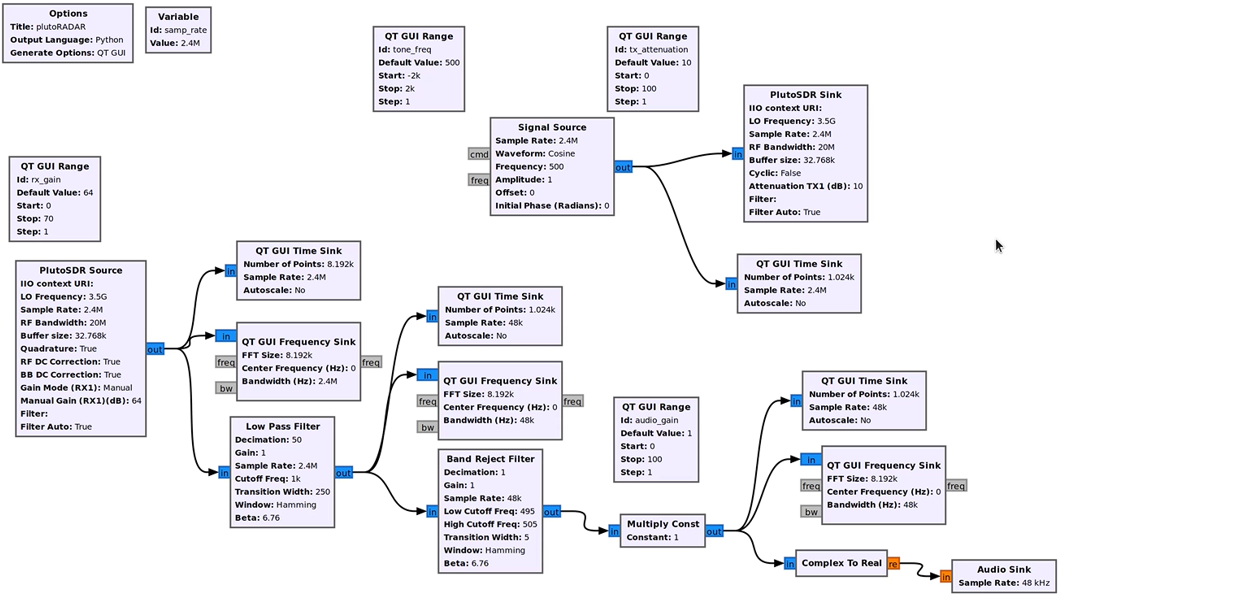 Options
Title: plutoRADAR
Output Language: Python
Generate Options: QT GUI
Variable
Id: samp_rate
Value: 2.4M
QT GUI Range
Id: tone_freq
Default Value: 500
Start: -2k
Stop: 2k
Step: 1
QT GUI Range
Id: tx_attenuation
Default Value: 10
Start: 0
Stop: 100
Step: 1
PlutoSDR Sink
IIO context URI:
LO Frequency: 3.5G
Sample Rate: 2.4M
RF Bandwidth: 20M
Buffer size: 32.768k
Cyclic: False
Attenuation TX1 (dB): 10
Filter:
Filter Auto: True
in
Signal Source
Sample Rate: 2.4M
Waveform: Cosine
Frequency: 500
Amplitude: 1
Offset: 0
Initial Phase (Radians): 0
cmd
freq
out
QT GUI Range
Id: rx_gain
Default Value: 64
Start: 0
Stop: 70
Step: 1
QT GUI Time Sink
Number of Points: 8.192k
Sample Rate: 2.4M
Autoscale: No
in
QT GUI Time Sink
Number of Points: 1.024k
Sample Rate: 2.4M
Autoscale: No
in
PlutoSDR Source
IIO context URI:
LO Frequency: 3.5G
Sample Rate: 2.4M
RF Bandwidth: 20M
Buffer size: 32.768k
Quadrature: True
RF DC Correction: True
BB DC Correction: True
Gain Mode (RX1): Manual
Manual Gain (RX1)(dB): 64
Filter:
Filter Auto: True
out
QT GUI Frequency Sink
FFT Size: 8.192k
Center Frequency (Hz): 0
Bandwidth (Hz): 2.4M
in
freq
bw
freq
QT GUI Time Sink
Number of Points: 1.024k
Sample Rate: 48k
Autoscale: No
in
QT GUI Frequency Sink
FFT Size: 8.192k
Center Frequency (Hz): 0
Bandwidth (Hz): 48k
in
freq
bw
freq
Low Pass Filter
Decimation: 50
Gain: 1
Sample Rate: 2.4M
Cutoff Freq: 1k
Transition Width: 250
Window: Hamming
Beta: 6.76
in
out
Band Reject Filter
Decimation: 1
Gain: 1
Sample Rate: 48k
Low Cutoff Freq: 495
High Cutoff Freq: 505
Transition Width: 5
Window: Hamming
Beta: 6.76
in
out
QT GUI Range
Id: audio_gain
Default Value: 1
Start: 0
Stop: 100
Step: 1
Multiply Const
Constant: 1
in
out
QT GUI Time Sink
Number of Points: 1.024k
Sample Rate: 48k
Autoscale: No
in
QT GUI Frequency Sink
FFT Size: 8.192k
Center Frequency (Hz): 0
Bandwidth (Hz): 48k
in
freq
bw
freq
Complex To Real
in
re
Audio Sink
Sample Rate: 48 kHz
in